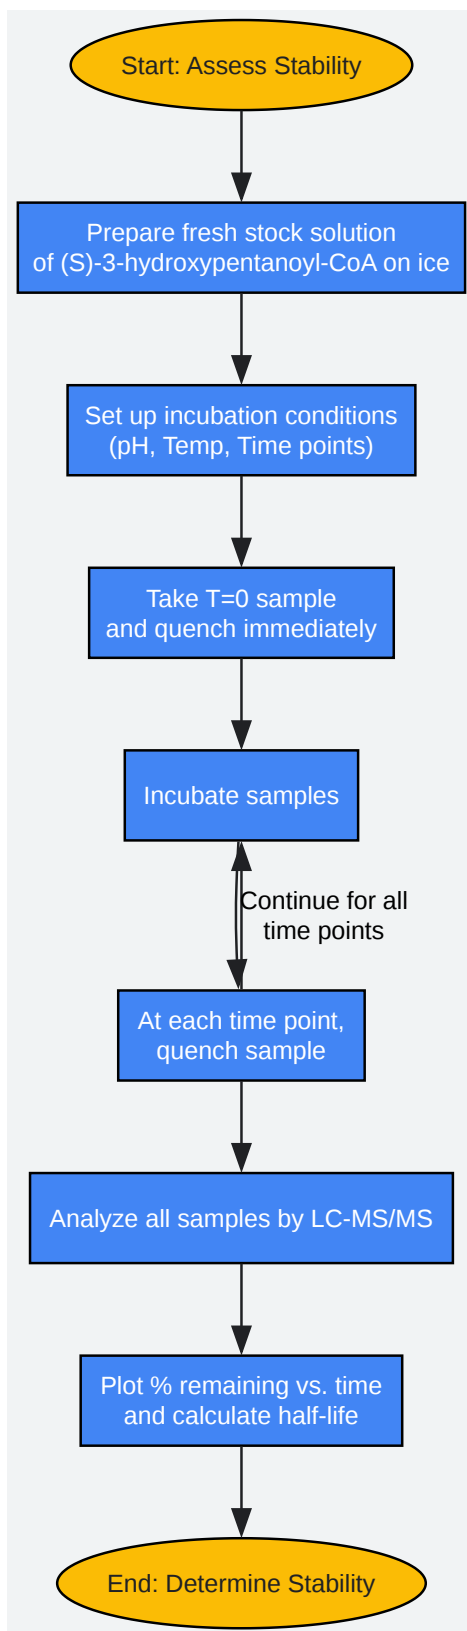 Start: Assess Stability
Prepare fresh stock solution
of (S)-3-hydroxypentanoyl-CoA on ice
Set up incubation conditions
(pH, Temp, Time points)
Take T=0 sample
and quench immediately
Incubate samples
Continue for all
time points
At each time point,
quench sample
Analyze all samples by LC-MS/MS
Plot % remaining vs. time
and calculate half-life
End: Determine Stability